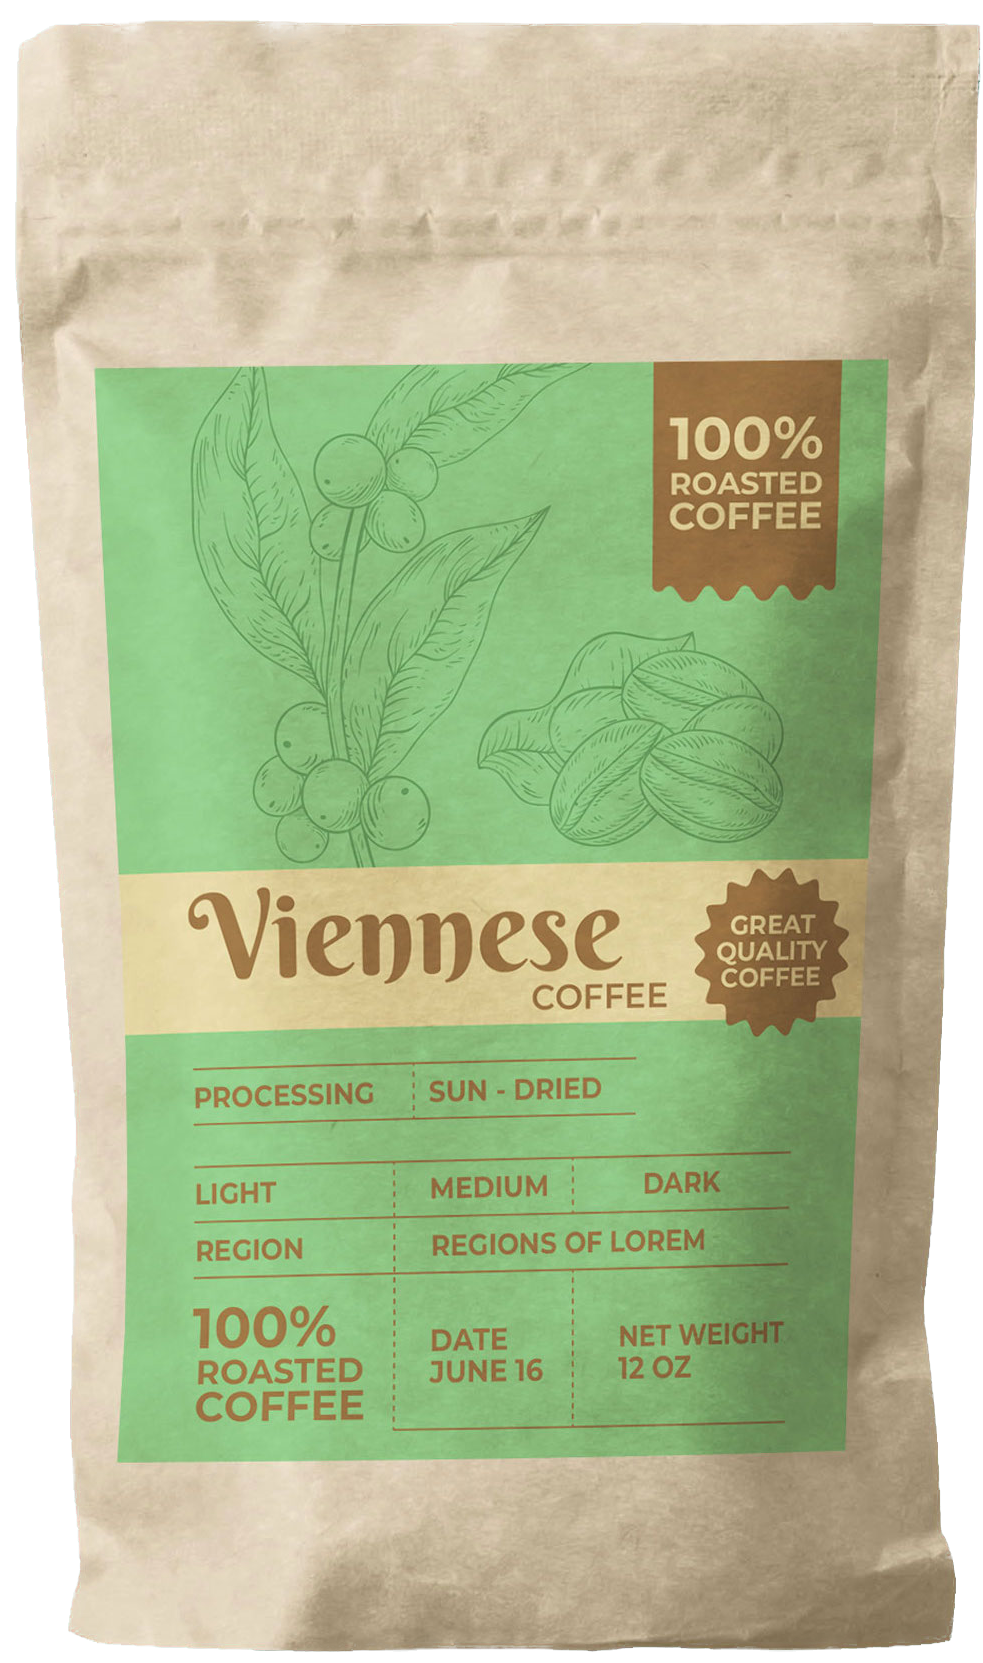 100%
ROASTED
COFFEE
Viennese
COFFEE
GREAT
QUALITY
COFFEE
PROCESSING SUN - DRIED
LIGHT MEDIUM DARK
REGION REGIONS OF LOREM
100%
ROASTED
COFFEE
DATE
JUNE 16
NET WEIGHT
12 OZ